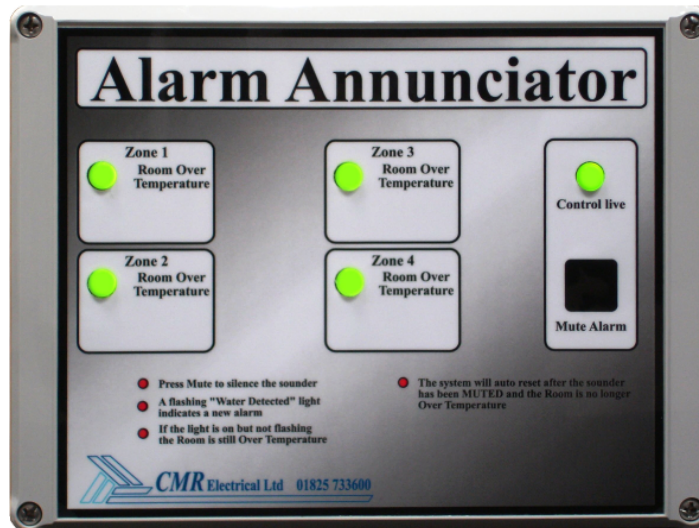 Alarm Annunciator
Zone 1
Room Over
Temperature
Zone 2
Room Over
Temperature
Zone 3
Room Over
Temperature
Zone 4
Room Over
Temperature
Control live
Mute Alarm
Press Mute to silence the sounder
A flashing "Water Detected" light
indicates a new alarm
If the light is on but not flashing
the Room is still Over Temperature
The system will auto reset after the sounder
has been MUTED and the Room is no longer
Over Temperature
CMR Electrical Ltd 01825 733600